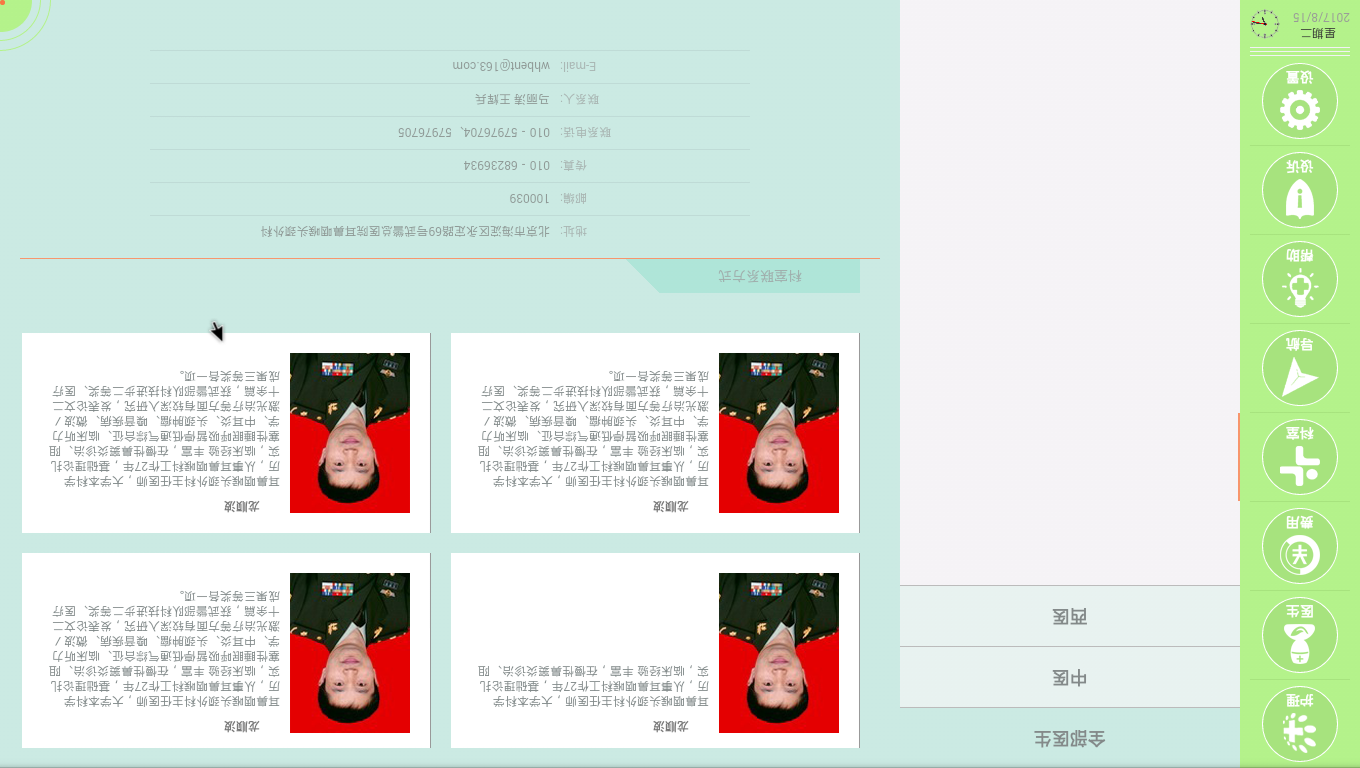 护理
医生
费用
科室
导航
帮助
设诉
设置
星期二
2017/8/15
全部医生
中医
西医
龙顺波
耳鼻咽喉头颈外科主任医师，大学本科学
历，从事耳鼻咽喉科工作27年，基础理论扎
实，临床经验 丰富，在慢性鼻窦炎诊治、阻
龙顺波
耳鼻咽喉头颈外科主任医师，大学本科学
历，从事耳鼻咽喉科工作27年，基础理论扎
实，临床经验 丰富，在慢性鼻窦炎诊治、阻
塞性睡眠呼吸暂停低通气综合征、临床听力
学、中耳炎、头颈肿瘤、嗓音疾病、微波 /
激光治疗等方面有较深入研究，发表论文二
十余篇，获武警部队科技进步二等奖、医疗
成果三等奖各一项。
龙顺波
耳鼻咽喉头颈外科主任医师，大学本科学
历，从事耳鼻咽喉科工作27年，基础理论扎
实，临床经验 丰富，在慢性鼻窦炎诊治、阻
塞性睡眠呼吸暂停低通气综合征、临床听力
学、中耳炎、头颈肿瘤、嗓音疾病、微波 /
激光治疗等方面有较深入研究，发表论文二
十余篇，获武警部队科技进步二等奖、医疗
成果三等奖各一项。
龙顺波
耳鼻咽喉头颈外科主任医师，大学本科学
历，从事耳鼻咽喉科工作27年，基础理论扎
实，临床经验 丰富，在慢性鼻窦炎诊治、阻
塞性睡眠呼吸暂停低通气综合征、临床听力
学、中耳炎、头颈肿瘤、嗓音疾病、微波 /
激光治疗等方面有较深入研究，发表论文二
十余篇，获武警部队科技进步二等奖、医疗
成果三等奖各一项。
科室联系方式
地址: 北京市海淀区永定路69号武警总医院耳鼻咽喉头颈外科
邮编: 100039
传真: 010 - 68236934
联系电话: 010 - 57976704、57976705
联系人: 马丽涛 王辉兵
E-mail: whbent@163.com